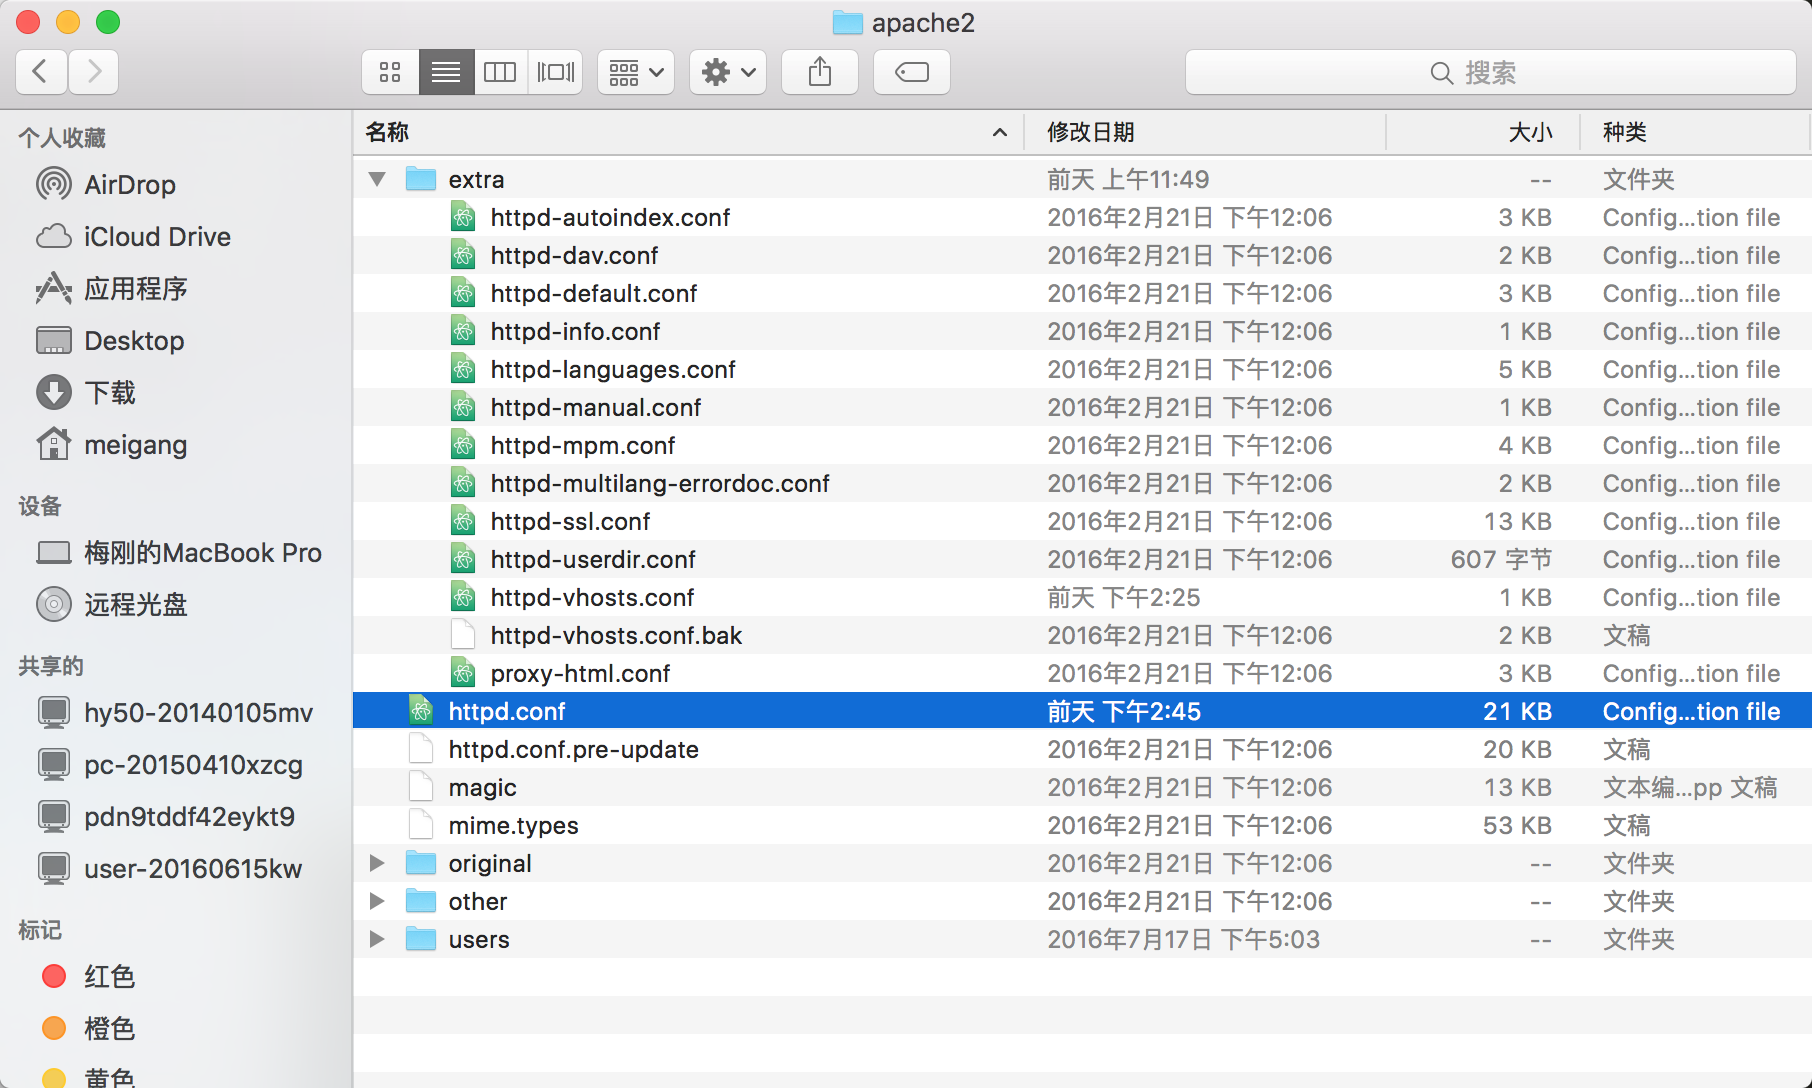 apache2
搜索
个人收藏
AirDrop
iCloud Drive
应用程序
Desktop
下载
meigang
设备
梅刚的MacBook Pro
远程光盘
共享的
hy50-20140105mv
pc-20150410xzcg
pdn9tddf42eykt9
user-20160615kw
标记
红色
橙色
黄色
名称 修改日期 大小 种类
extra 前天 上午11:49 -- 文件夹
httpd-autoindex.conf 2016年2月21日 下午12:06 3 KB Config...tion file
httpd-dav.conf 2016年2月21日 下午12:06 2 KB Config...tion file
httpd-default.conf 2016年2月21日 下午12:06 3 KB Config...tion file
httpd-info.conf 2016年2月21日 下午12:06 1 KB Config...tion file
httpd-languages.conf 2016年2月21日 下午12:06 5 KB Config...tion file
httpd-manual.conf 2016年2月21日 下午12:06 1 KB Config...tion file
httpd-mpm.conf 2016年2月21日 下午12:06 4 KB Config...tion file
httpd-multilang-errordoc.conf 2016年2月21日 下午12:06 2 KB Config...tion file
httpd-ssl.conf 2016年2月21日 下午12:06 13 KB Config...tion file
httpd-userdir.conf 2016年2月21日 下午12:06 607 字节 Config...tion file
httpd-vhosts.conf 前天 下午2:25 1 KB Config...tion file
httpd-vhosts.conf.bak 2016年2月21日 下午12:06 2 KB 文稿
proxy-html.conf 2016年2月21日 下午12:06 3 KB Config...tion file
httpd.conf 前天 下午2:45 21 KB Config...tion file
httpd.conf.pre-update 2016年2月21日 下午12:06 20 KB 文稿
magic 2016年2月21日 下午12:06 13 KB 文本编...pp 文稿
mime.types 2016年2月21日 下午12:06 53 KB 文稿
original 2016年2月21日 下午12:06 -- 文件夹
other 2016年2月21日 下午12:06 -- 文件夹
users 2016年7月17日 下午5:03 -- 文件夹